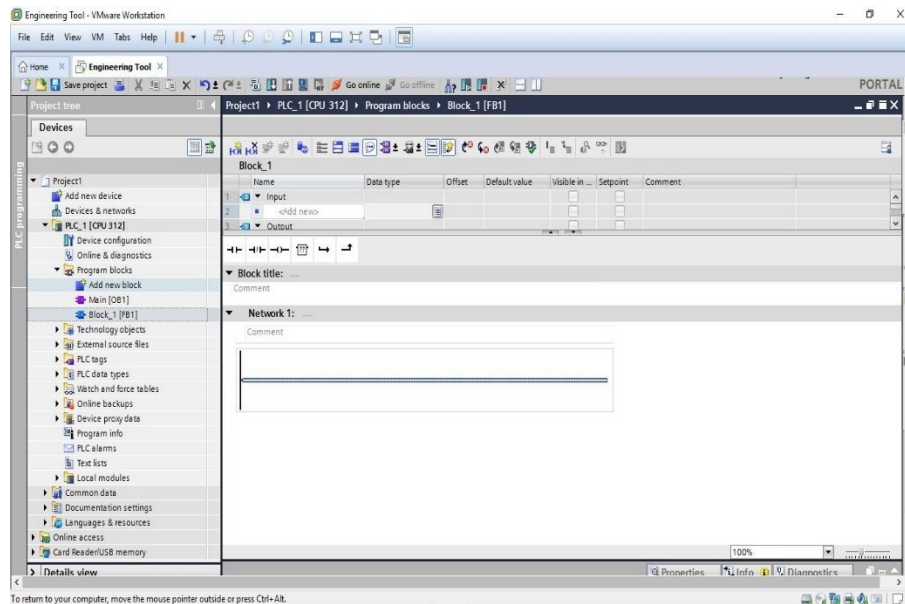 Engineering Tool - VMware Workstation
File Edit View VM Tabs Help
Home Engineering Tool
Save project Go online Go offline PORTAL
Project tree Project1 PLC_1 [CPU 312] Program blocks Block_1 [FB1]
Devices
PLC programming
Block_1
Name Data type Offset Default value Visible in ... Setpoint Comment
1 Input
2 <Add new>
3 Output
Project1
Add new device
Devices & networks
PLC_1 [CPU 312]
Device configuration
Online & diagnostics
Program blocks
Add new block
Main [OB1]
Block_1 [FB1]
Technology objects
External source files
PLC tags
PLC data types
Watch and force tables
Online backups
Device proxy data
Program info
PLC alarms
Text lists
Local modules
Common data
Documentation settings
Languages & resources
Online access
Card Reader/USB memory
Details view
Block title: .....
Comment
Network 1: .....
Comment
100%
Properties Info Diagnostics
To return to your computer, move the mouse pointer outside or press Ctrl+Alt.